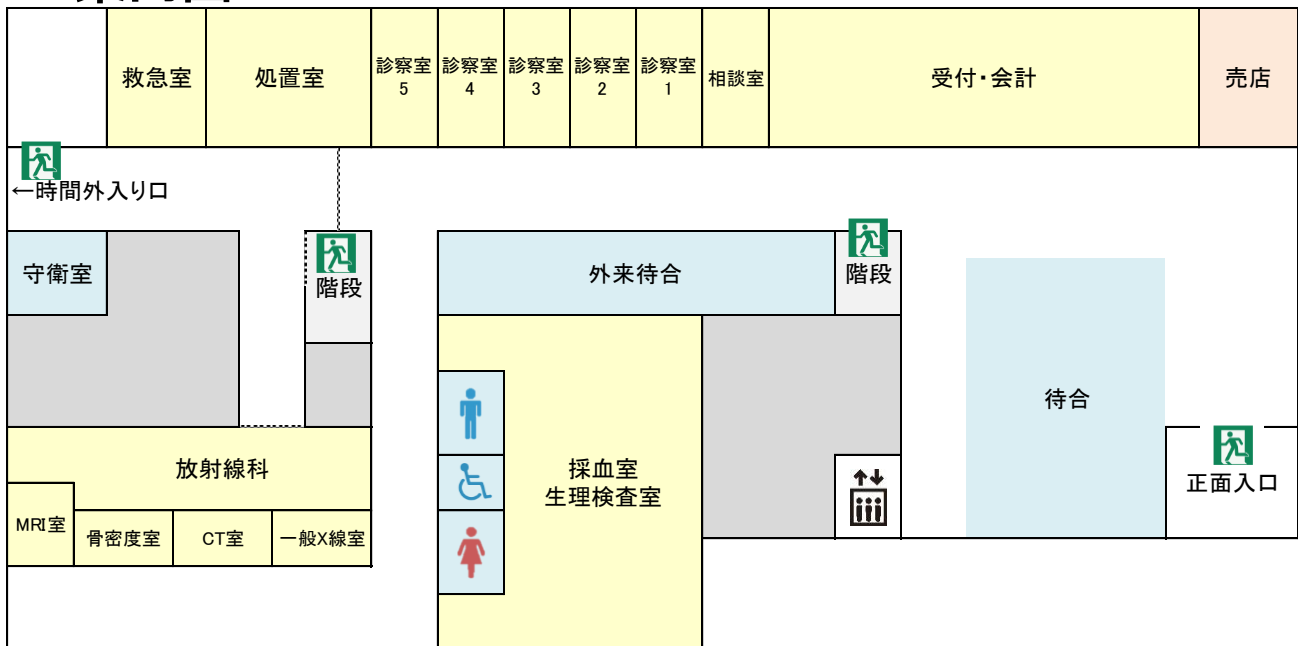 救急室
処置室
診察室
5
診察室
4
診察室
3
診察室
2
診察室
1
相談室
受付・会計
売店
←時間外入り口
守衛室
階段
外来待合
階段
待合
放射線科
採血室
生理検査室
正面入口
MRI室
骨密度室
CT室
一般X線室